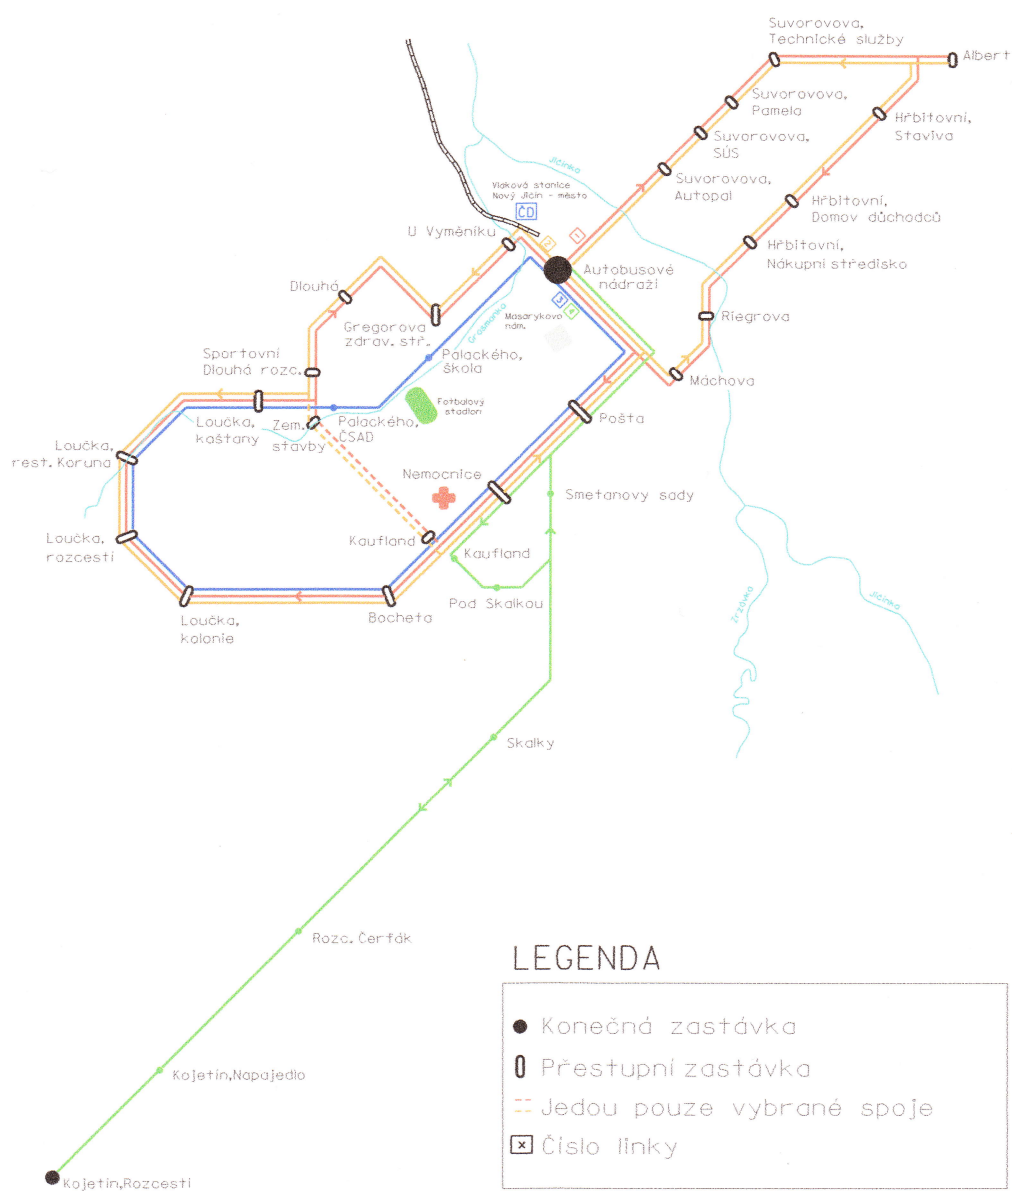 Suvorovova,
Technické služby
Albert
Suvorovova,
Pamela
Hřbitovní,
Staviva
Suvorovova,
SÚS
Jičínka
Suvorovova,
Autopal
Vlaková stanice
Nový Jičín - město
ČD
Hřbitovní,
Domov důchodců
U Vyměníku
2
1
Hřbitovní,
Nákupní středisko
Autobusové
nádraží
Dlouhá
3
4
Masarykovo
nám.
Grasmanka
Gregorova
zdrav. stř.
Riegrova
Sportovní
Dlouhá rozc.
Palackého,
škola
Máchova
Fotbalový
stadion
Loučka,
kaštany
Zem.
stavby
Palackého,
ČSAD
Pošta
Loučka,
rest. Koruna
Nemocnice
Smetanovy sady
Loučka,
rozcestí
Kaufland
Kaufland
Pod Skalkou
Zrzávka
Jičínka
Loučka,
kolonie
Bocheta
Skalky
Rozc. Čerťák
Kojetín,Napajedlo
Kojetín,Rozcestí
LEGENDA
Konečná zastávka
Přestupní zastávka
Jedou pouze vybrané spoje
x
Číslo linky